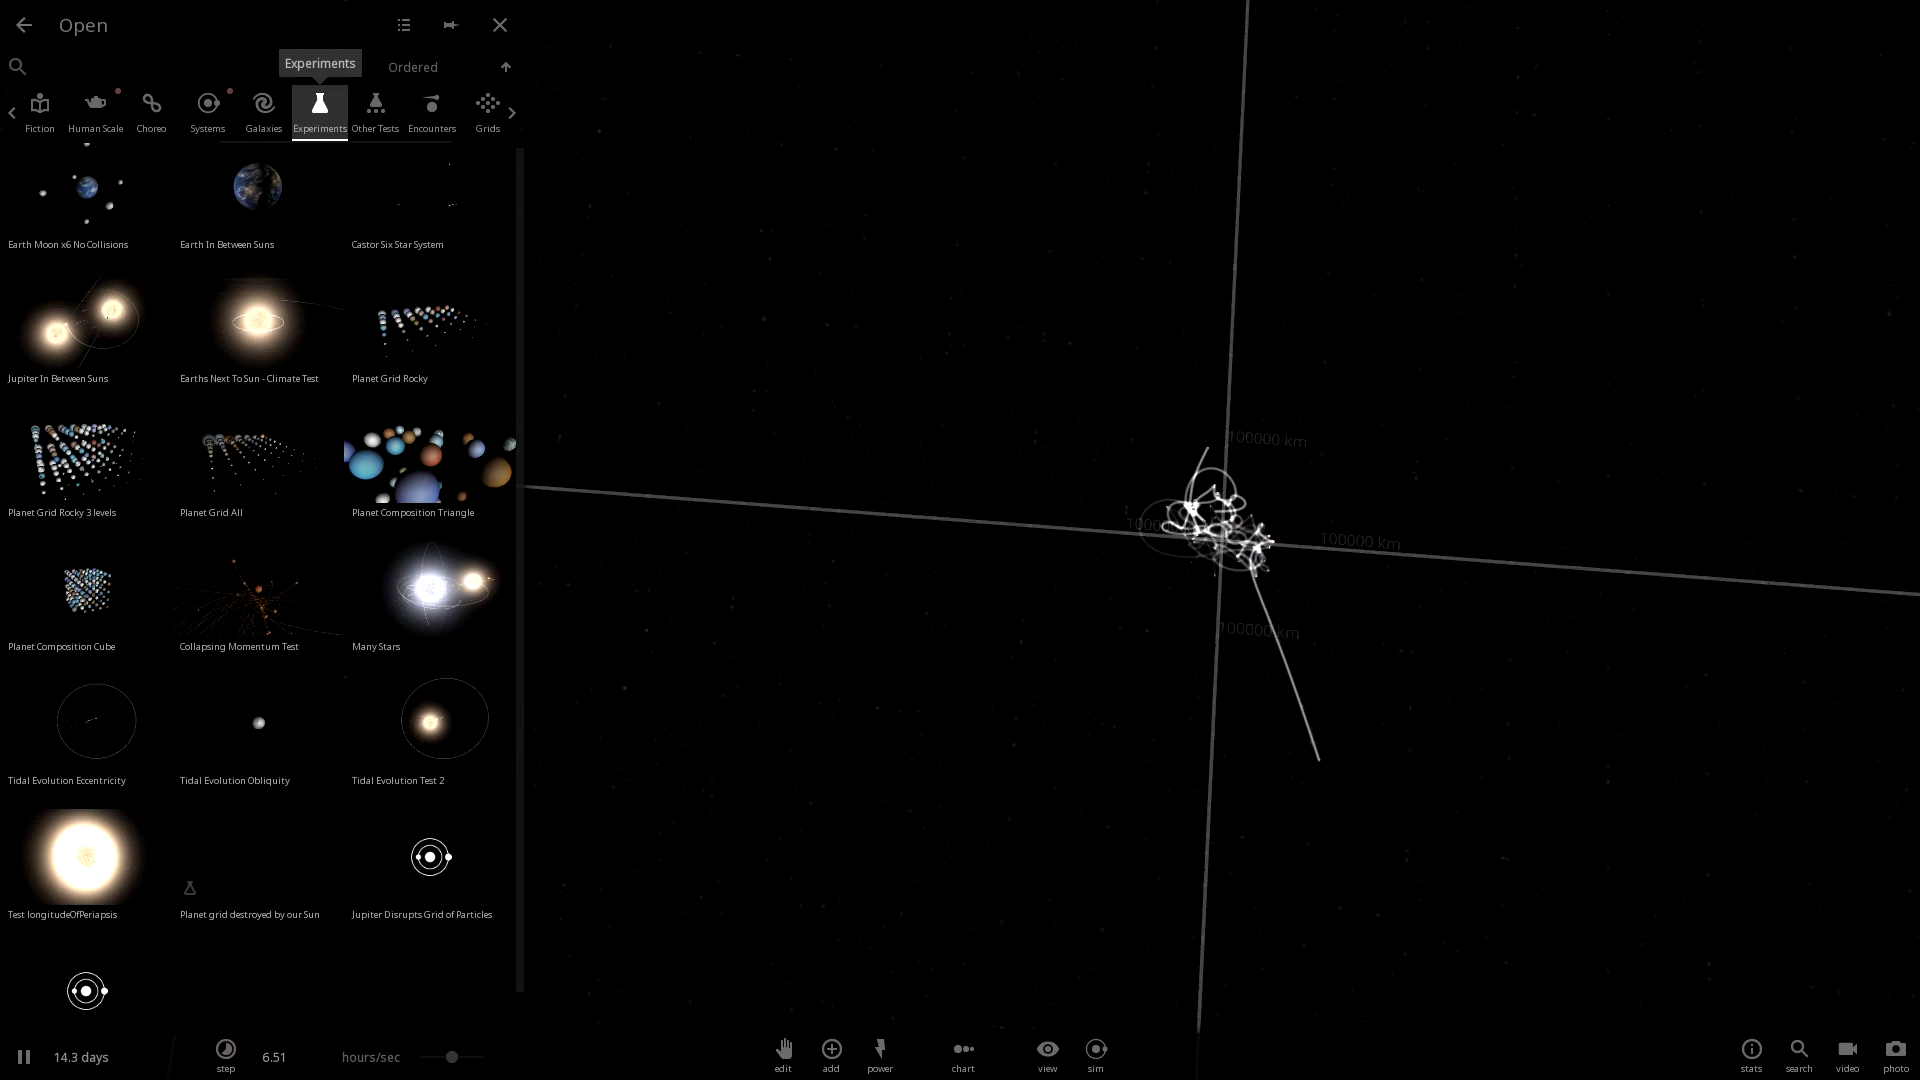 Open
Experiments
Ordered
Fiction
Human Scale
Choreo
Systems
Galaxies
Experiments
Other Tests
Encounters
Grids
Earth Moon x6 No Collisions
Earth In Between Suns
Castor Six Star System
Jupiter In Between Suns
Earths Next To Sun - Climate Test
Planet Grid Rocky
Planet Grid Rocky 3 levels
Planet Grid All
Planet Composition Triangle
Planet Composition Cube
Collapsing Momentum Test
Many Stars
Tidal Evolution Eccentricity
Tidal Evolution Obliquity
Tidal Evolution Test 2
Test longitudeOfPeriapsis
Planet grid destroyed by our Sun
Jupiter Disrupts Grid of Particles
100000 km
100000 km
100000 km
14.3 days
step
6.51
hours/sec
edit
add
power
chart
view
sim
stats
search
video
photo